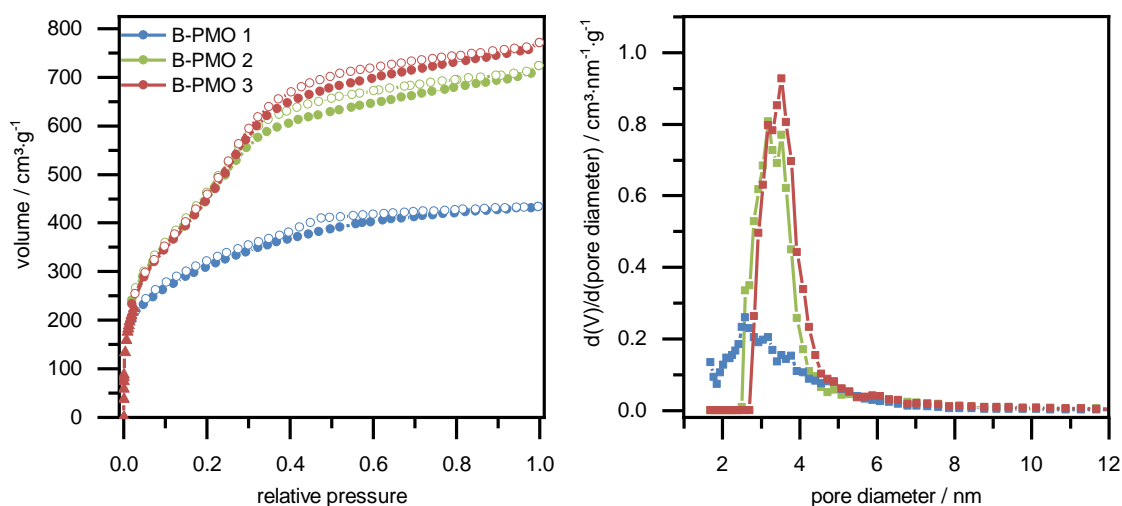 B-PMO 1
B-PMO 2
B-PMO 3
volume / cm³·g⁻¹
800
700
600
500
400
300
200
100
0
0.0 0.2 0.4 0.6 0.8 1.0
relative pressure
d(V)/d(pore diameter) / cm³·nm⁻¹·g⁻¹
1.0
0.8
0.6
0.4
0.2
0.0
2 4 6 8 10 12
pore diameter / nm